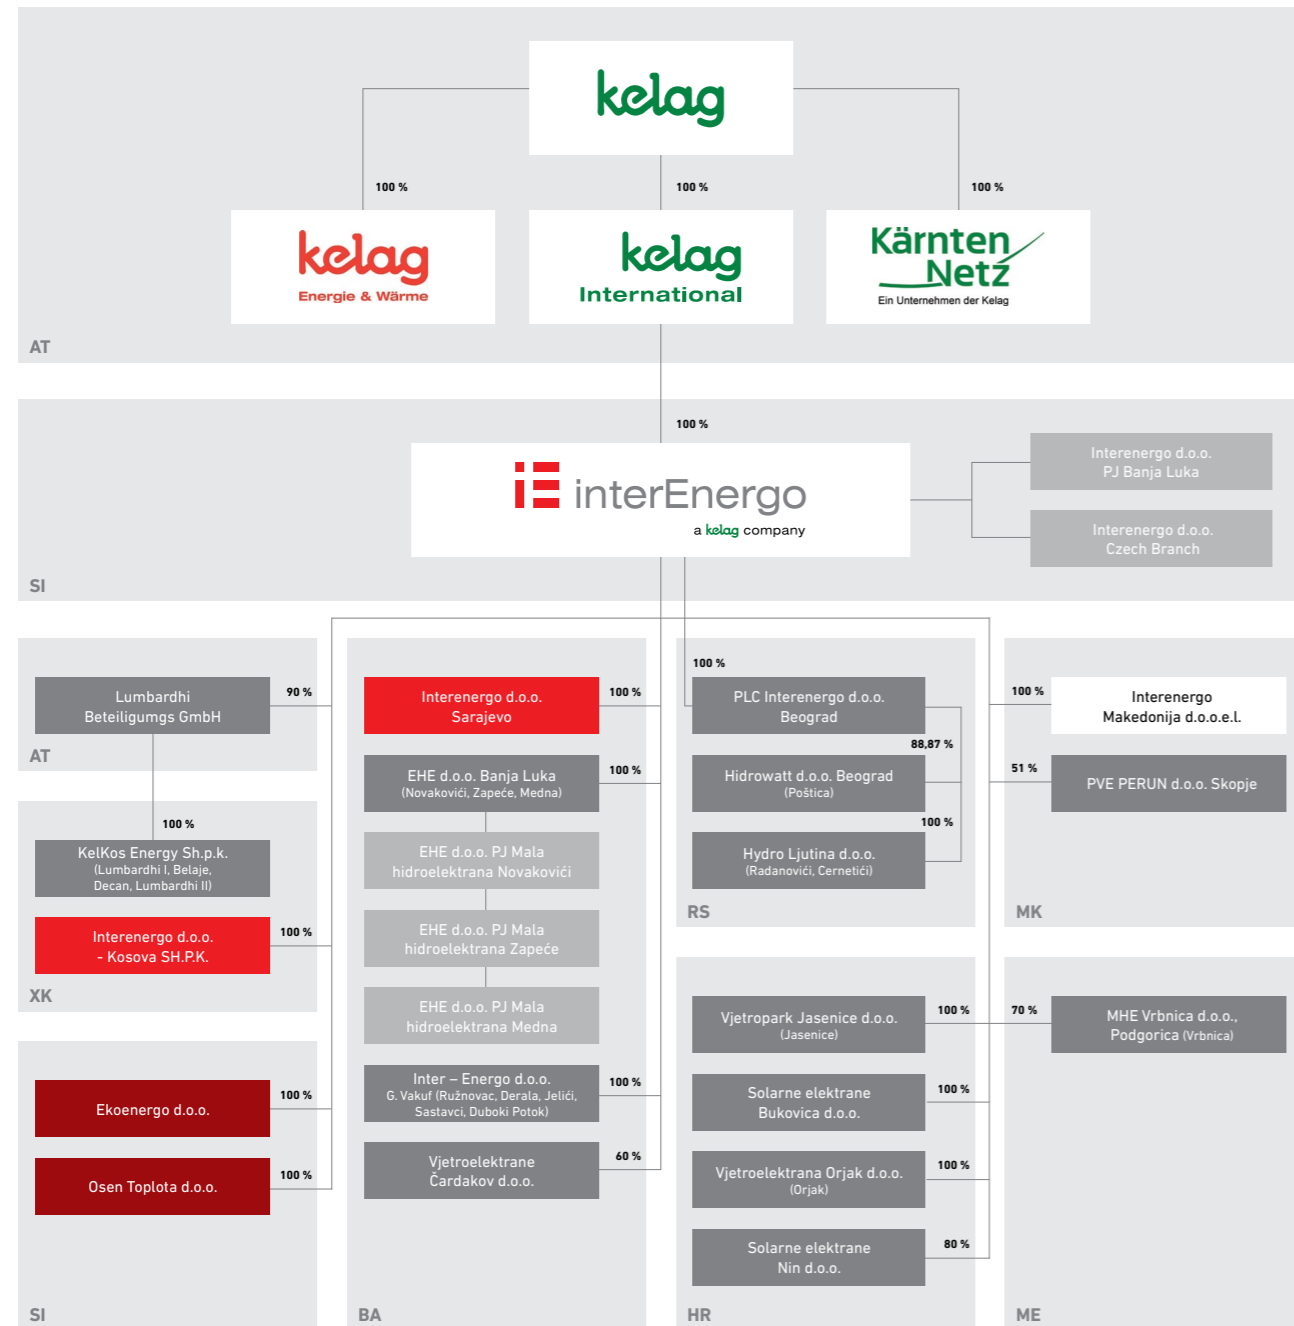 kelag
100 %
100 %
100 %
kelag
Energie & Wärme
kelag
International
Kärnten
Netz
Ein Unternehmen der Kelag
AT
100 %
interEnergo
a kelag company
Interenergo d.o.o.
PJ Banja Luka
Interenergo d.o.o.
Czech Branch
SI
Lumbardhi
Beteiligumgs GmbH
90 %
AT
100 %
KelKos Energy Sh.p.k.
(Lumbardhi I, Belaje,
Decan, Lumbardhi II)
Interenergo d.o.o.
- Kosova SH.P.K.
100 %
XK
Ekoenergo d.o.o.
100 %
Osen Toplota d.o.o.
100 %
SI
Interenergo d.o.o.
Sarajevo
100 %
EHE d.o.o. Banja Luka
(Novakovići, Zapeće, Medna)
100 %
EHE d.o.o. PJ Mala
hidroelektrana Novakovići
EHE d.o.o. PJ Mala
hidroelektrana Zapeće
EHE d.o.o. PJ Mala
hidroelektrana Medna
Inter – Energo d.o.o.
G. Vakuf (Ružnovac, Derala, Jelići,
Sastavci, Duboki Potok)
100 %
Vjetroelektrane
Čardakov d.o.o.
60 %
BA
100 %
PLC Interenergo d.o.o.
Beograd
88,87 %
Hidrowatt d.o.o. Beograd
(Poštica)
100 %
Hydro Ljutina d.o.o.
(Radanovići, Cernetići)
RS
Vjetropark Jasenice d.o.o.
(Jasenice)
100 %
Solarne elektrane
Bukovica d.o.o.
100 %
Vjetroelektrana Orjak d.o.o.
(Orjak)
100 %
Solarne elektrane
Nin d.o.o.
80 %
HR
100 %
Interenergo
Makedonija d.o.o.e.l.
51 %
PVE PERUN d.o.o. Skopje
MK
70 %
MHE Vrbnica d.o.o.,
Podgorica (Vrbnica)
ME